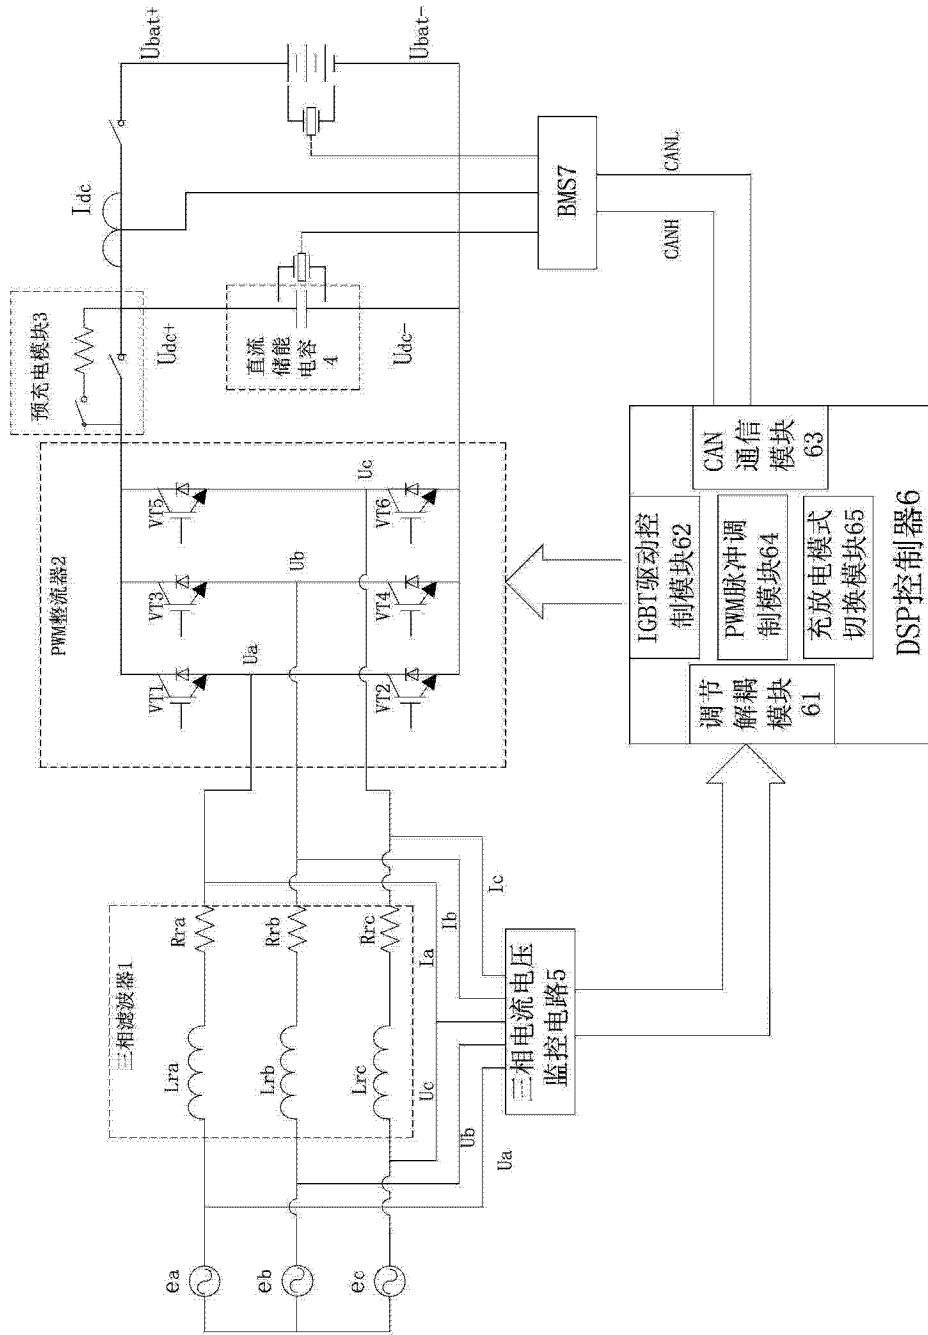 三相滤波器1
PWM整流器2
预充电模块3
ea
eb
ec
Lra
Lrb
Lrc
Rra
Rrb
Rrc
VT1
VT3
VT5
VT2
VT4
VT6
Ua
Ub
Uc
Udc+
Udc-
直流
储能
电容
4
Idc
Ubat+
Ubat-
Uc
Ub
Ua
Ia
Ib
Ic
三相电流电压
监控电路5
BMS7
CANH
CANL
调节
解耦
模块
61
IGBT驱动控
制模块62
PWM脉冲调
制模块64
充放电模式
切换模块65
CAN
通信
模块
63
DSP控制器6